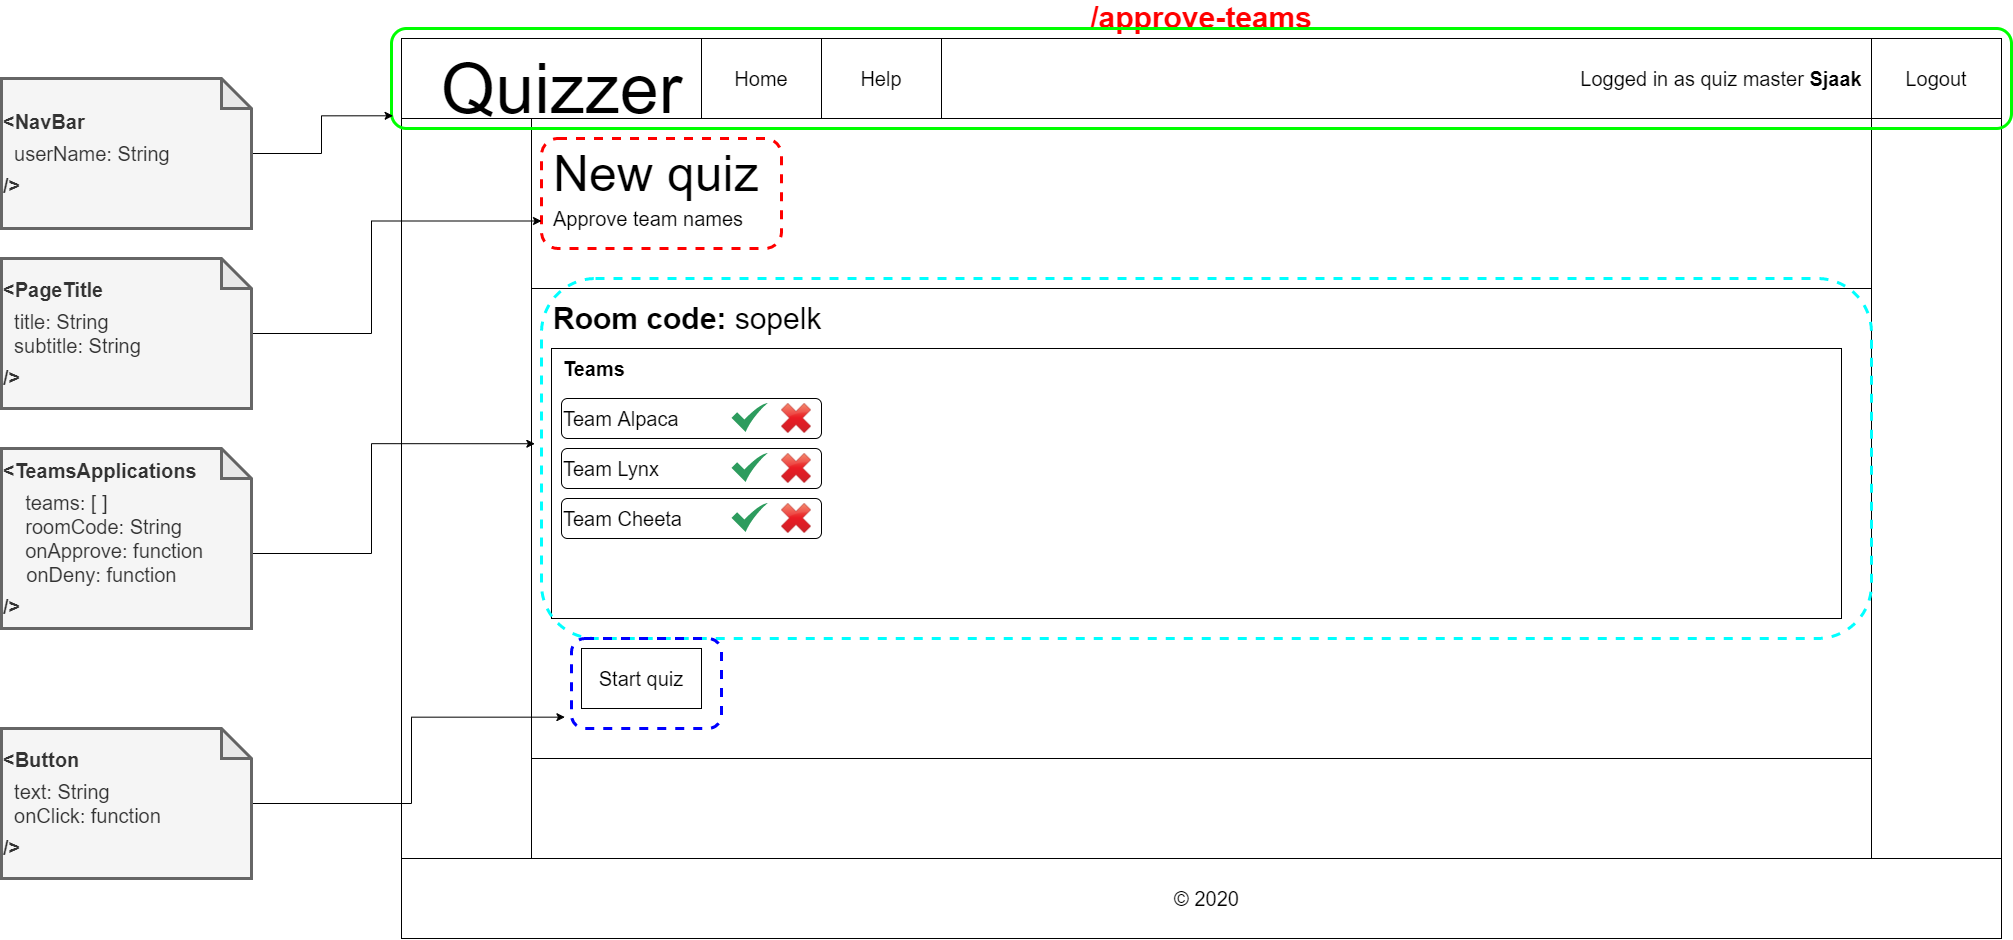 /approve-teams
Quizzer
Home
Help
Logged in as quiz master Sjaak
Logout
<NavBar
userName: String
/>
New quiz
Approve team names
<PageTitle
title: String
subtitle: String
/>
Room code: sopelk
Teams
Team Alpaca
Team Lynx
Team Cheeta
<TeamsApplications
teams: [ ]
roomCode: String
onApprove: function
onDeny: function
/>
Start quiz
<Button
text: String
onClick: function
/>
© 2020